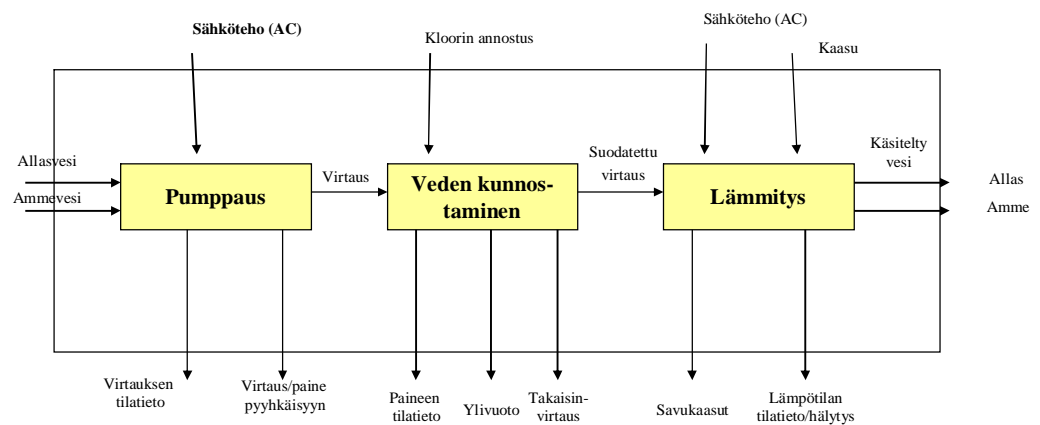 Sähköteho (AC)
Kloorin annostus
Sähköteho (AC)
Kaasu
Allasvesi
Ammevesi
Pumppaus
Virtaus
Veden kunnos-
taminen
Suodatettu
virtaus
Lämmitys
Käsitelty
vesi
Allas
Amme
Virtauksen
tilatieto
Virtaus/paine
pyyhkäisyyn
Paineen
tilatieto
Ylivuoto
Takaisin-
virtaus
Savukaasut
Lämpötilan
tilatieto/hälytys